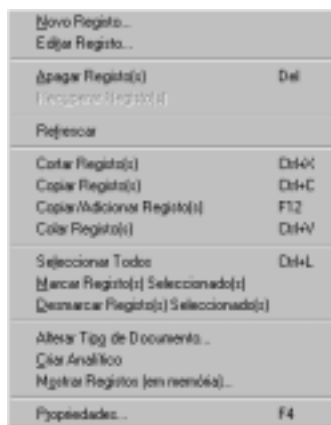 Novo Registo...
Editar Registo...
Apagar Registo(s) Del
Recuperar Registo(s)
Refrescar
Cortar Registo(s) Ctrl+X
Copiar Registo(s) Ctrl+C
Copiar/Adicionar Registo(s) F12
Colar Registo(s) Ctrl+V
Seleccionar Todos Ctrl+L
Marcar Registo(s) Seleccionado(s)
Desmarcar Registo(s) Seleccionado(s)
Alterar Tipo de Documento...
Criar Analítico
Mostrar Registos (em memória)...
Propriedades... F4